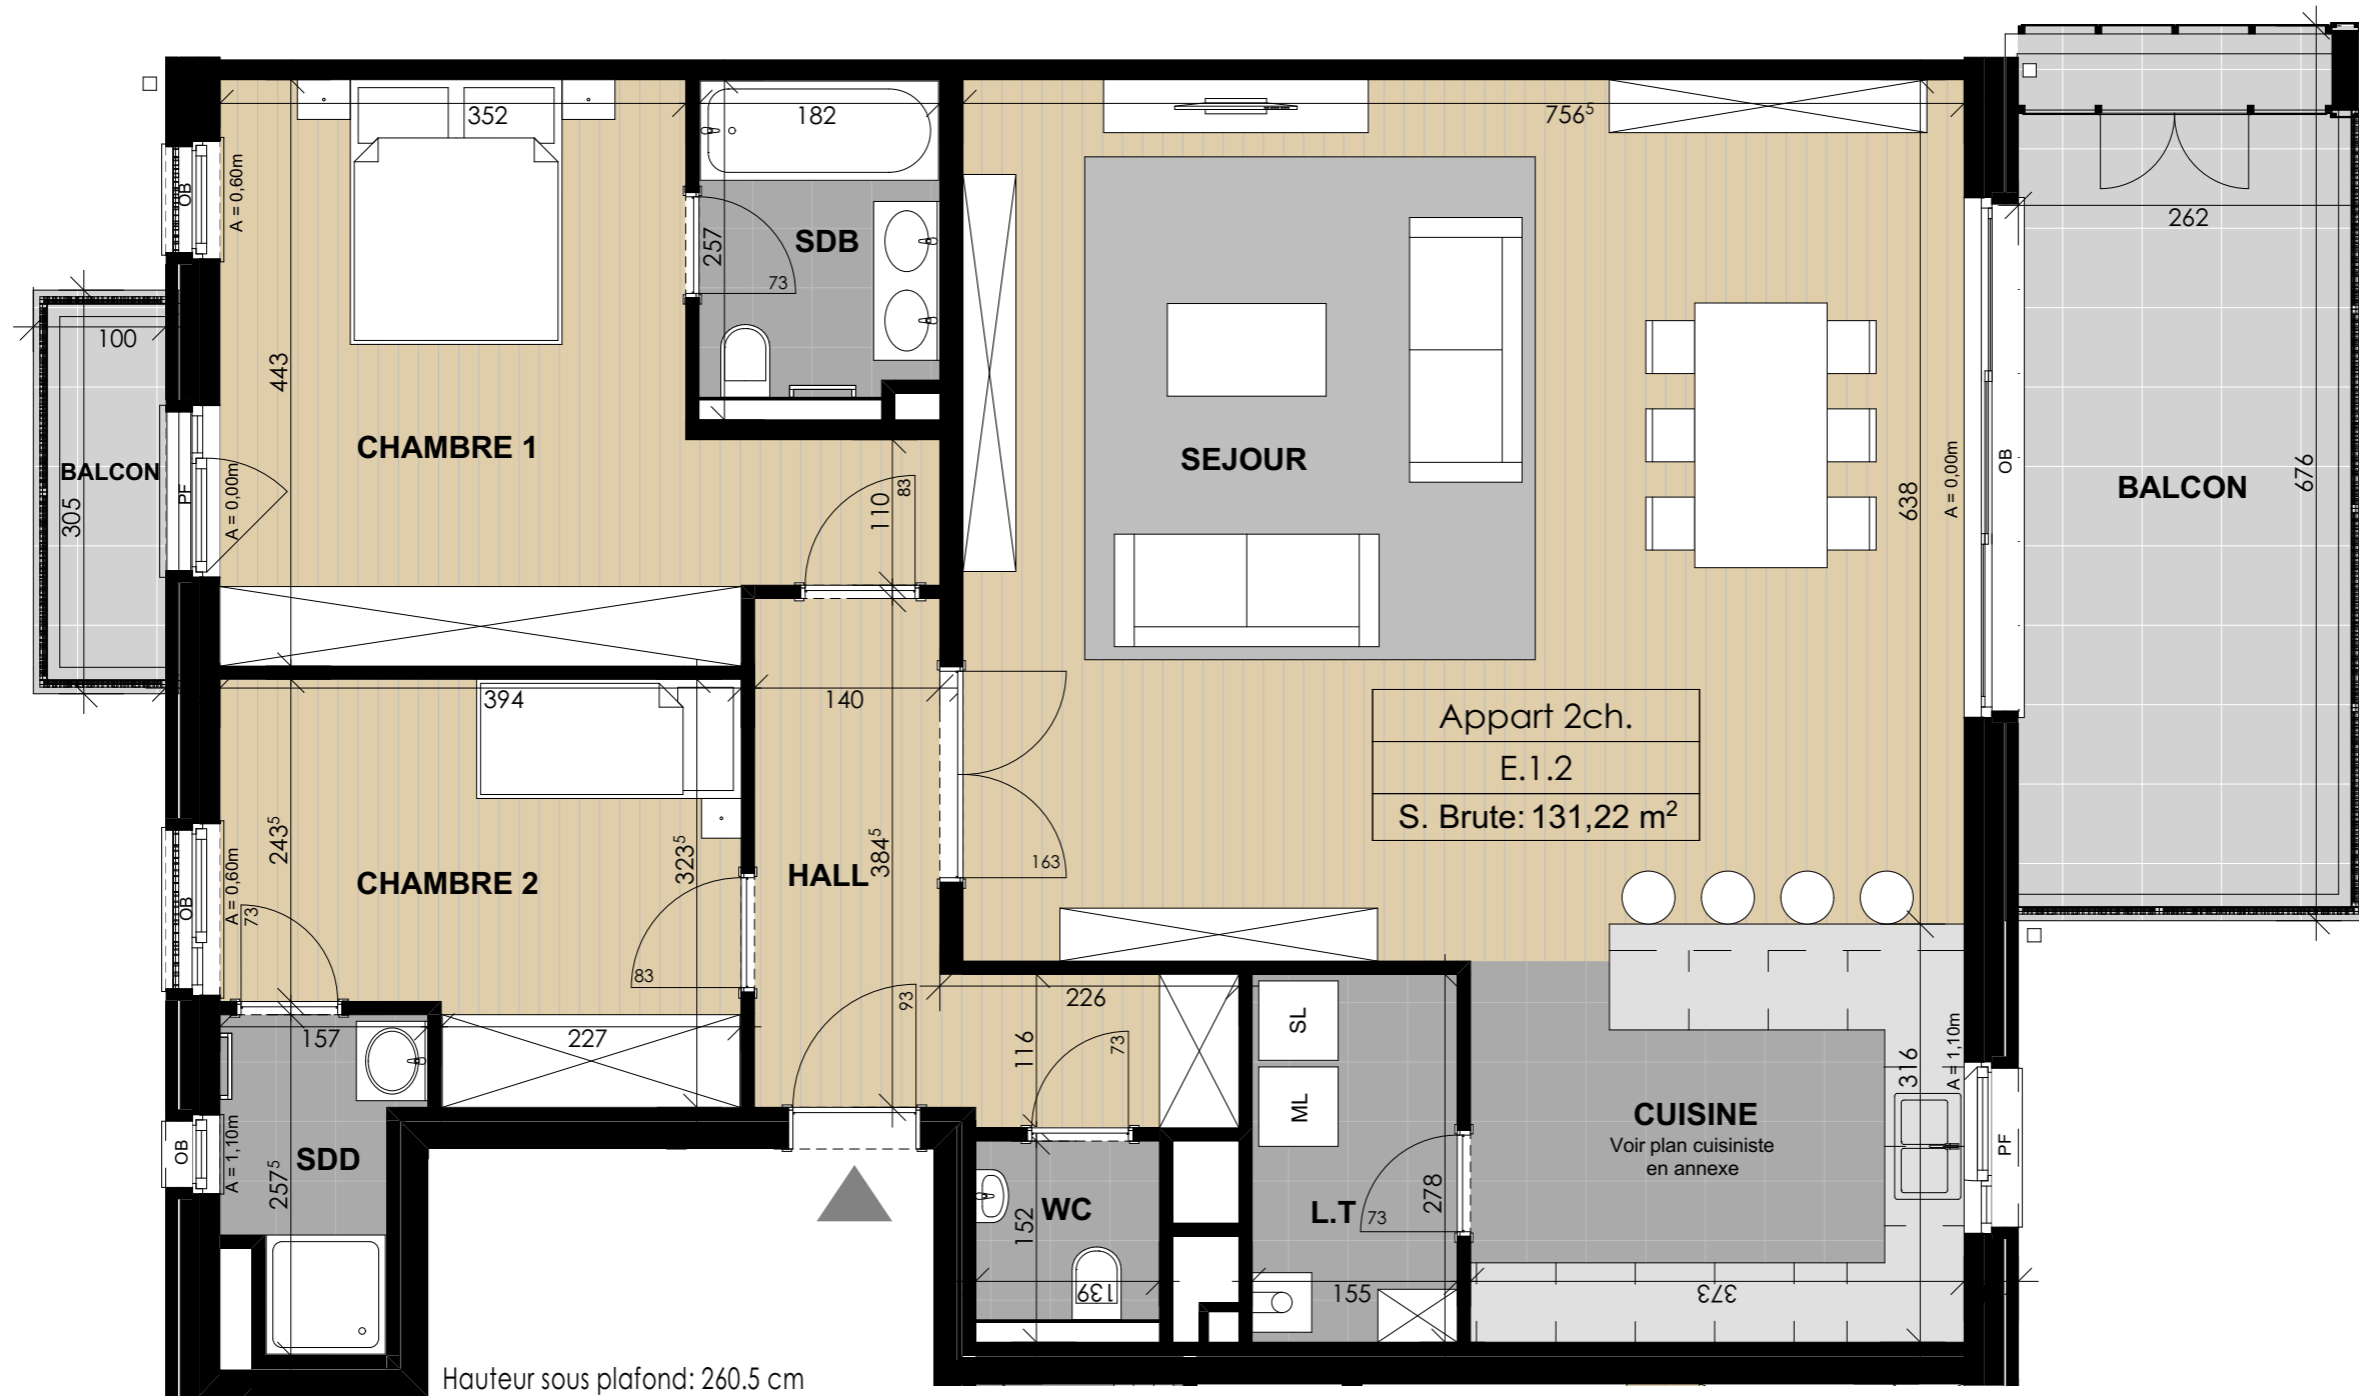 352
182
756⁵
OB
A = 0,60m
SDB
257
73
262
100
443
CHAMBRE 1
SEJOUR
BALCON
305
PF
A = 0,00m
110
83
638
A = 0,00m
OB
BALCON
676
394
140
Appart 2ch.
E.1.2
S. Brute: 131,22 m²
243⁵
323⁵
384⁵
CHAMBRE 2
HALL
163
OB
A = 0,60m
73
83
93
226
157
227
116
73
SL
ML
316
A = 1,10m
PF
CUISINE
Voir plan cuisiniste
en annexe
OB
A = 1,10m
SDD
257⁵
WC
152
139
L.T
73
278
155
373
Hauteur sous plafond: 260.5 cm